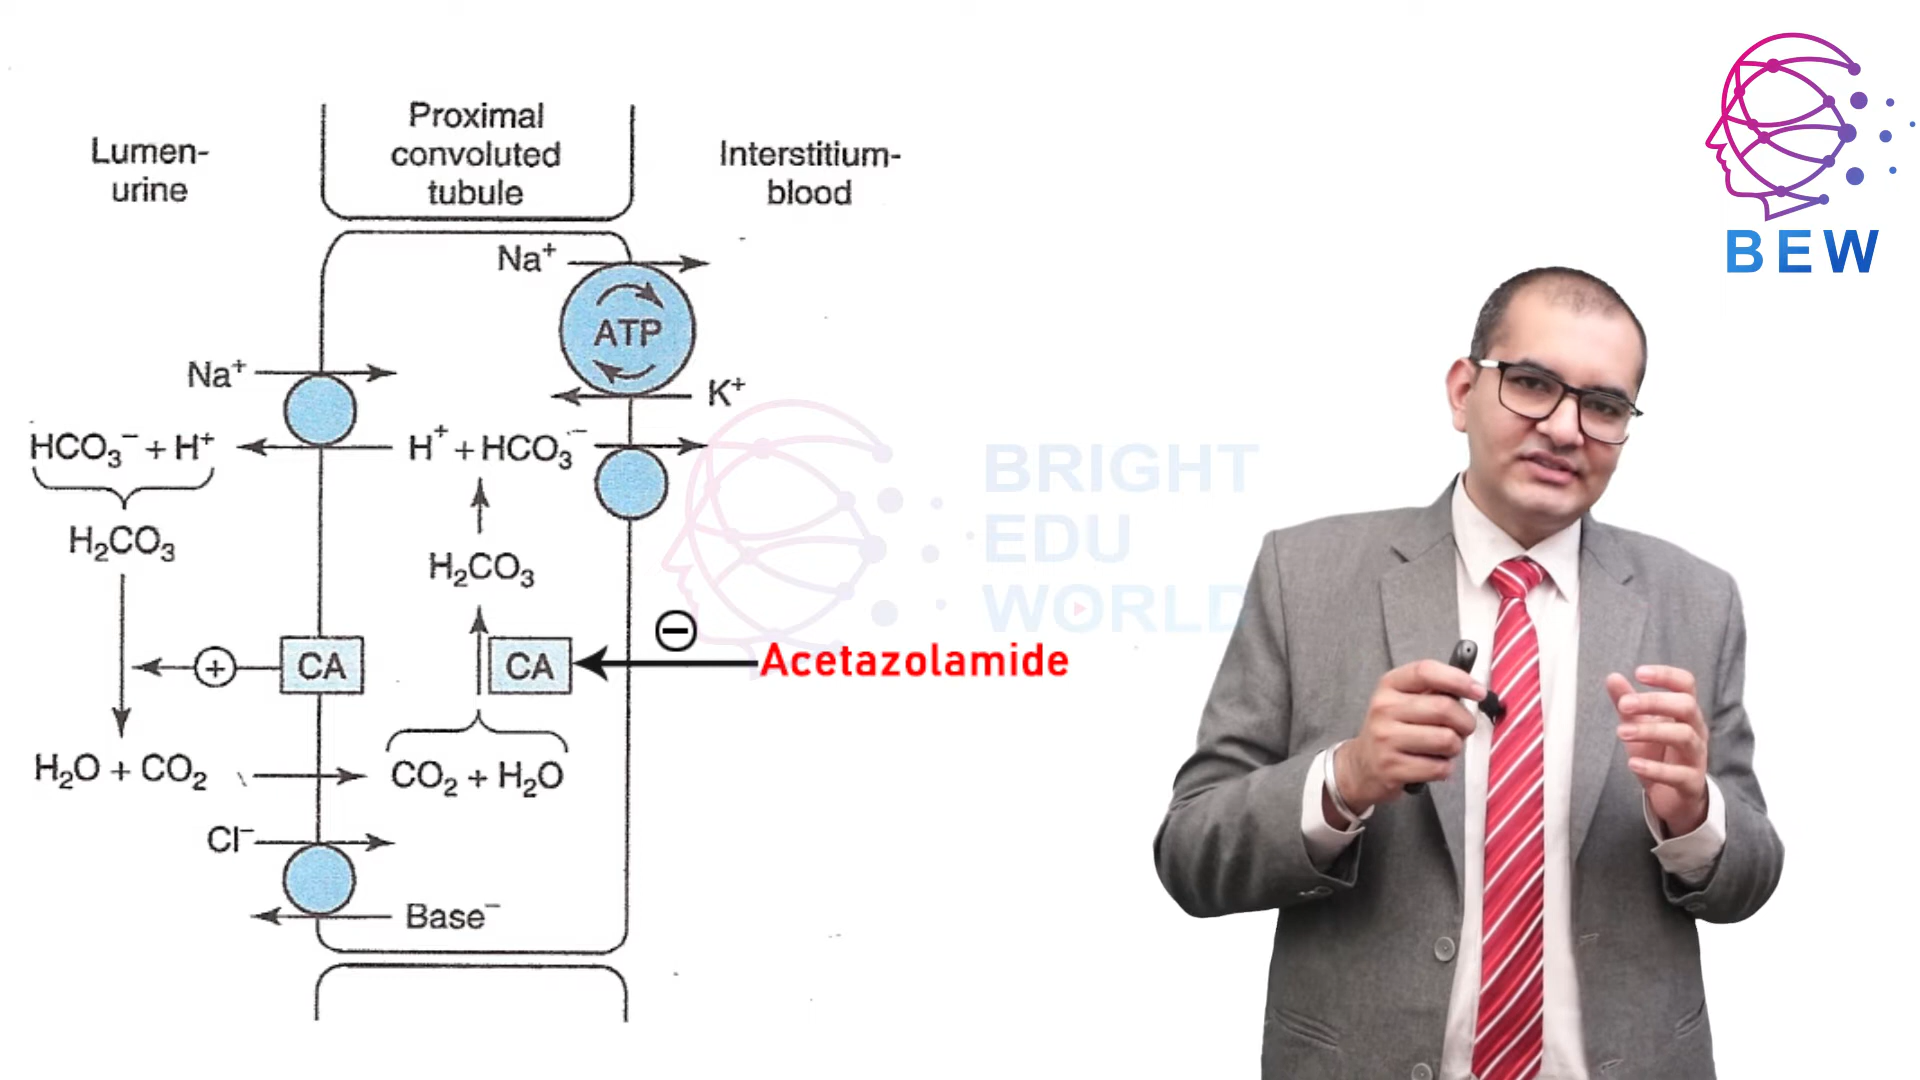 Lumen-
urine
Proximal
convoluted
tubule
Interstitium-
blood
Na⁺
ATP
K⁺
Na⁺
HCO₃⁻ + H⁺
H⁺ + HCO₃⁻
H₂CO₃
H₂CO₃
CA
CA
Acetazolamide
H₂O + CO₂
CO₂ + H₂O
Cl⁻
Base⁻
BEW
BRIGHT
EDU
WORLD